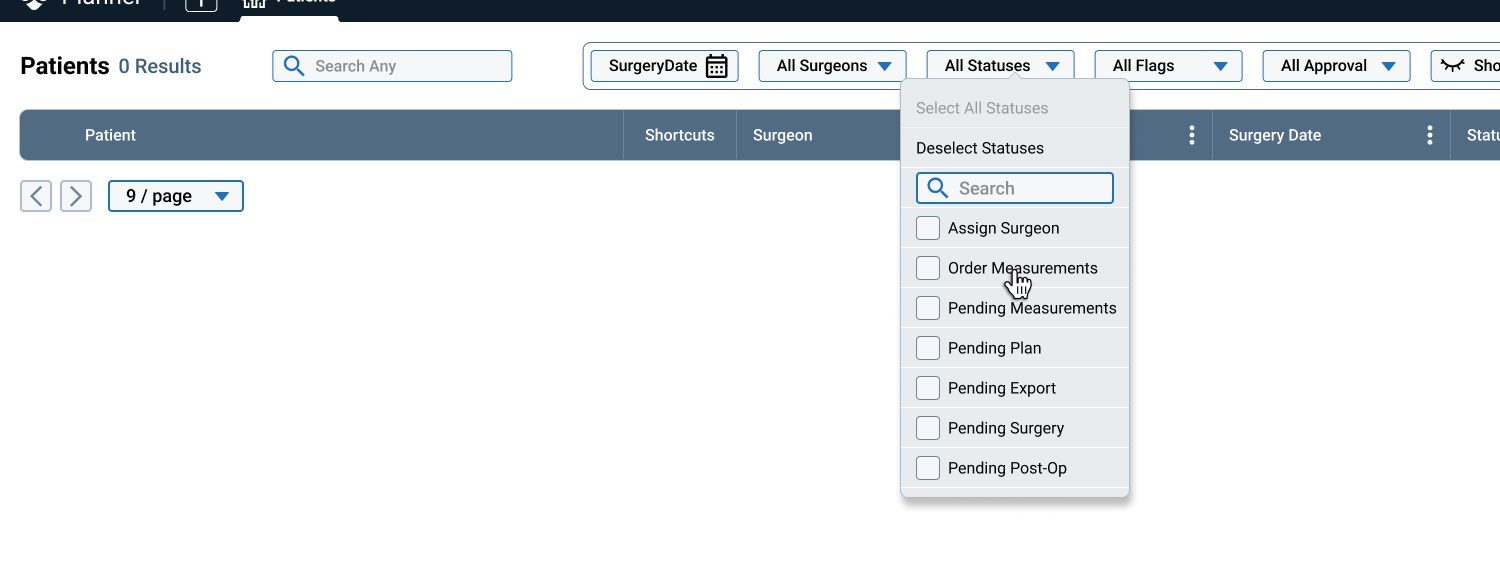 Planner
Patients
Patients 0 Results
Search Any
SurgeryDate
All Surgeons
All Statuses
All Flags
All Approval
Sho
Patient
Shortcuts
Surgeon
Surgery Date
Statu
Select All Statuses
Deselect Statuses
Search
Assign Surgeon
Order Measurements
Pending Measurements
Pending Plan
Pending Export
Pending Surgery
Pending Post-Op
9 / page